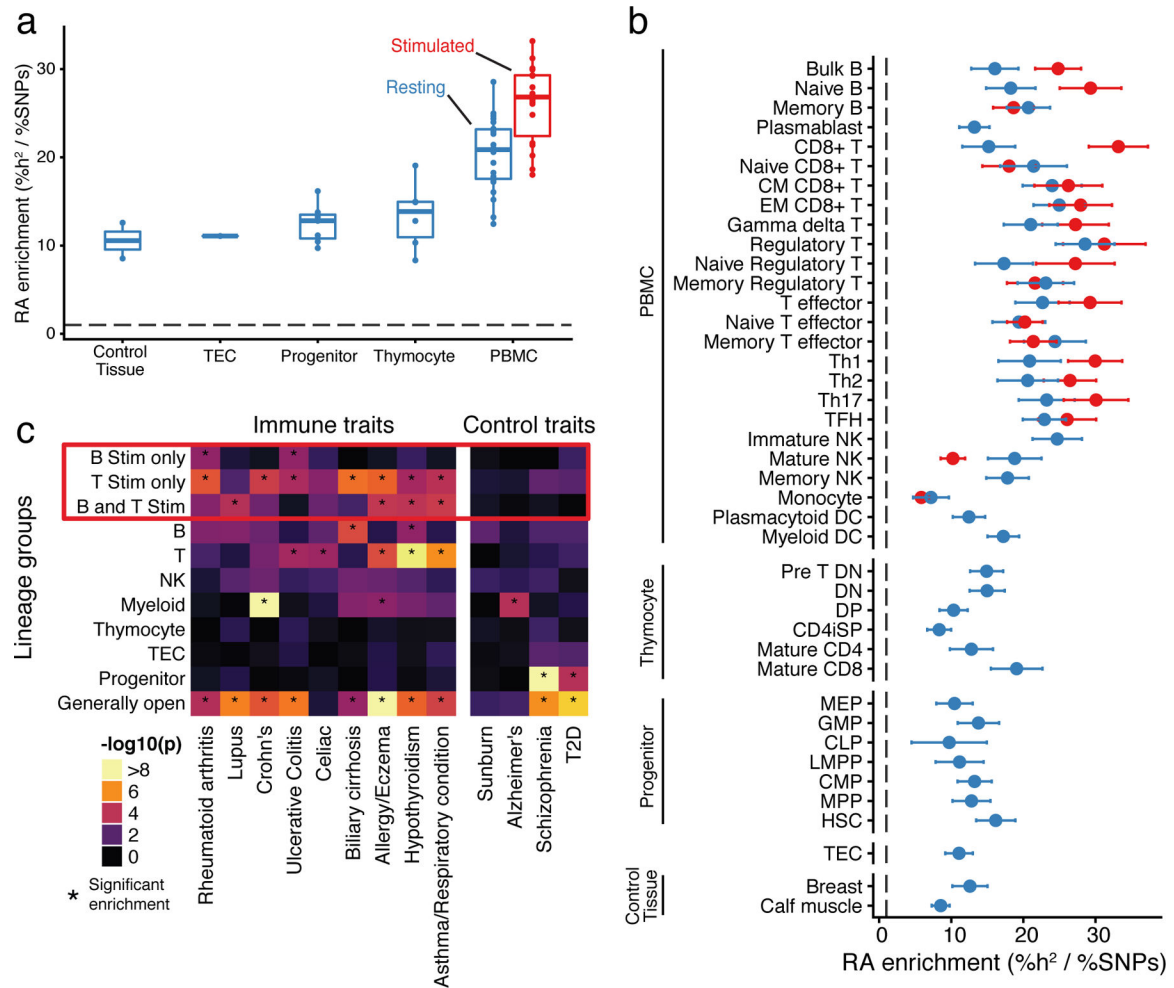 a
RA enrichment (%h² / %SNPs)
30
20
10
0
Stimulated
Resting
Control
Tissue
TEC
Progenitor
Thymocyte
PBMC
b
PBMC
Bulk B
Naive B
Memory B
Plasmablast
CD8+ T
Naive CD8+ T
CM CD8+ T
EM CD8+ T
Gamma delta T
Regulatory T
Naive Regulatory T
Memory Regulatory T
T effector
Naive T effector
Memory T effector
Th1
Th2
Th17
TFH
Immature NK
Mature NK
Memory NK
Monocyte
Plasmacytoid DC
Myeloid DC
Thymocyte
Pre T DN
DN
DP
CD4iSP
Mature CD4
Mature CD8
Progenitor
MEP
GMP
CLP
LMPP
CMP
MPP
HSC
TEC
Control
Tissue
Breast
Calf muscle
0
10
20
30
RA enrichment (%h² / %SNPs)
c
Immune traits
Control traits
Lineage groups
B Stim only
* *
T Stim only
* * * * * * *
B and T Stim
* * * *
B
* *
T
* * * * *
NK
Myeloid
* * *
Thymocyte
TEC
Progenitor
* *
Generally open
* * * * * * * * * *
-log10(p)
>8
6
4
2
0
* Significant
enrichment
Rheumatoid arthritis
Lupus
Crohn's
Ulcerative Colitis
Celiac
Biliary cirrhosis
Allergy/Eczema
Hypothyroidism
Asthma/Respiratory condition
Sunburn
Alzheimer's
Schizophrenia
T2D